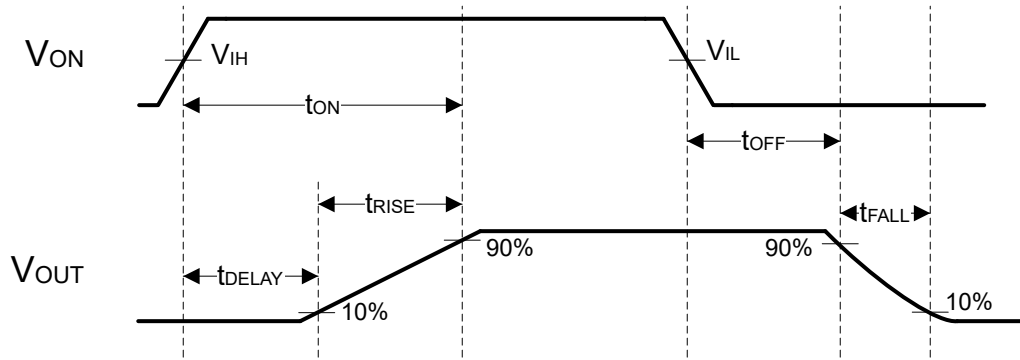 VON
VIH
VIL
tON
tOFF
tRISE
tFALL
VOUT
90%
90%
tDELAY
10%
10%